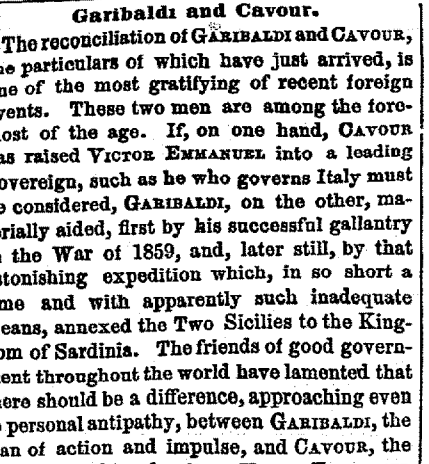 Garibaldi and Cavour.
The reconciliation of GARIBALDI and CAVOUR,
he particulars of which have just arrived, is
ne of the most gratifying of recent foreign
vents. These two men are among the fore-
ost of the age. If, on one hand, CAVOUR
as raised VICTOR EMMANUEL into a leading
overeign, such as he who governs Italy must
e considered, GARIBALDI, on the other, ma-
erially aided, first by his successful gallantry
n the War of 1859, and, later still, by that
stonishing expedition which, in so short a
me and with apparently such inadequate
eans, annexed the Two Sicilies to the King-
om of Sardinia. The friends of good govern-
ent throughout the world have lamented that
here should be a difference, approaching even
o personal antipathy, between GARIBALDI, the
an of action and impulse, and CAVOUR, the